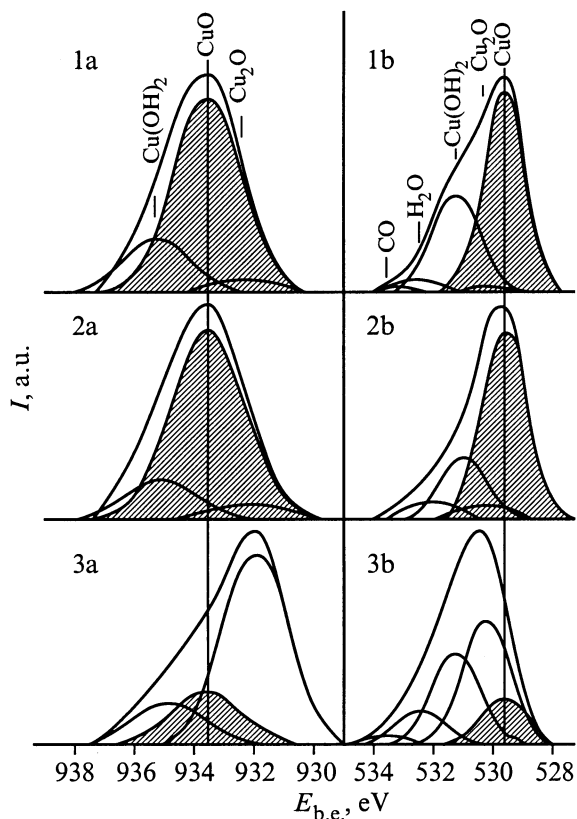 1a
Cu(OH)2
CuO
Cu2O
1b
CO
H2O
Cu(OH)2
Cu2O
CuO
2a
2b
I, a.u.
3a
3b
938 936 934 932 930 534 532 530 528
Eb.e., eV